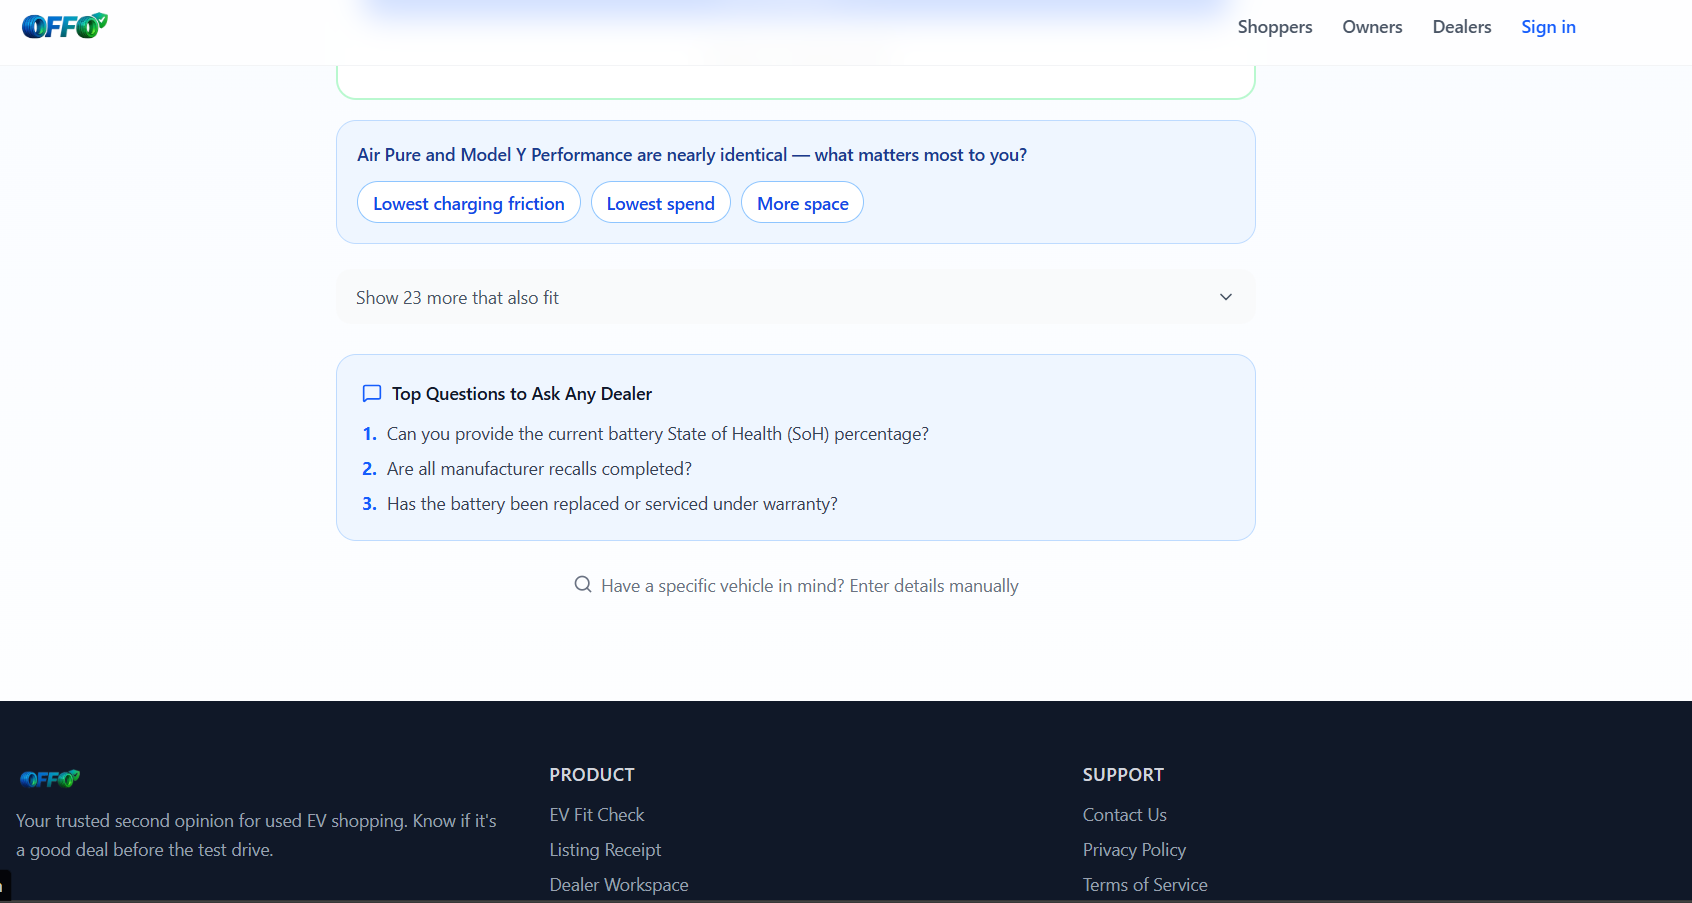 OFFO
Shoppers
Owners
Dealers
Sign in
Air Pure and Model Y Performance are nearly identical — what matters most to you?
Lowest charging friction
Lowest spend
More space
Show 23 more that also fit
Top Questions to Ask Any Dealer
1. Can you provide the current battery State of Health (SoH) percentage?
2. Are all manufacturer recalls completed?
3. Has the battery been replaced or serviced under warranty?
Have a specific vehicle in mind? Enter details manually
OFFO
Your trusted second opinion for used EV shopping. Know if it's
a good deal before the test drive.
PRODUCT
EV Fit Check
Listing Receipt
Dealer Workspace
SUPPORT
Contact Us
Privacy Policy
Terms of Service